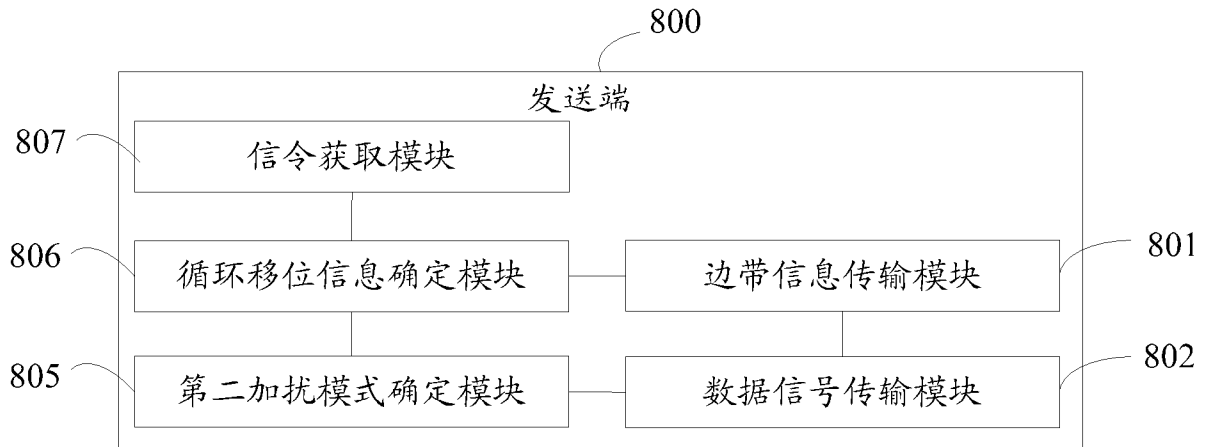 800
发送端
807
信令获取模块
806
循环移位信息确定模块
边带信息传输模块
801
805
第二加扰模式确定模块
数据信号传输模块
802